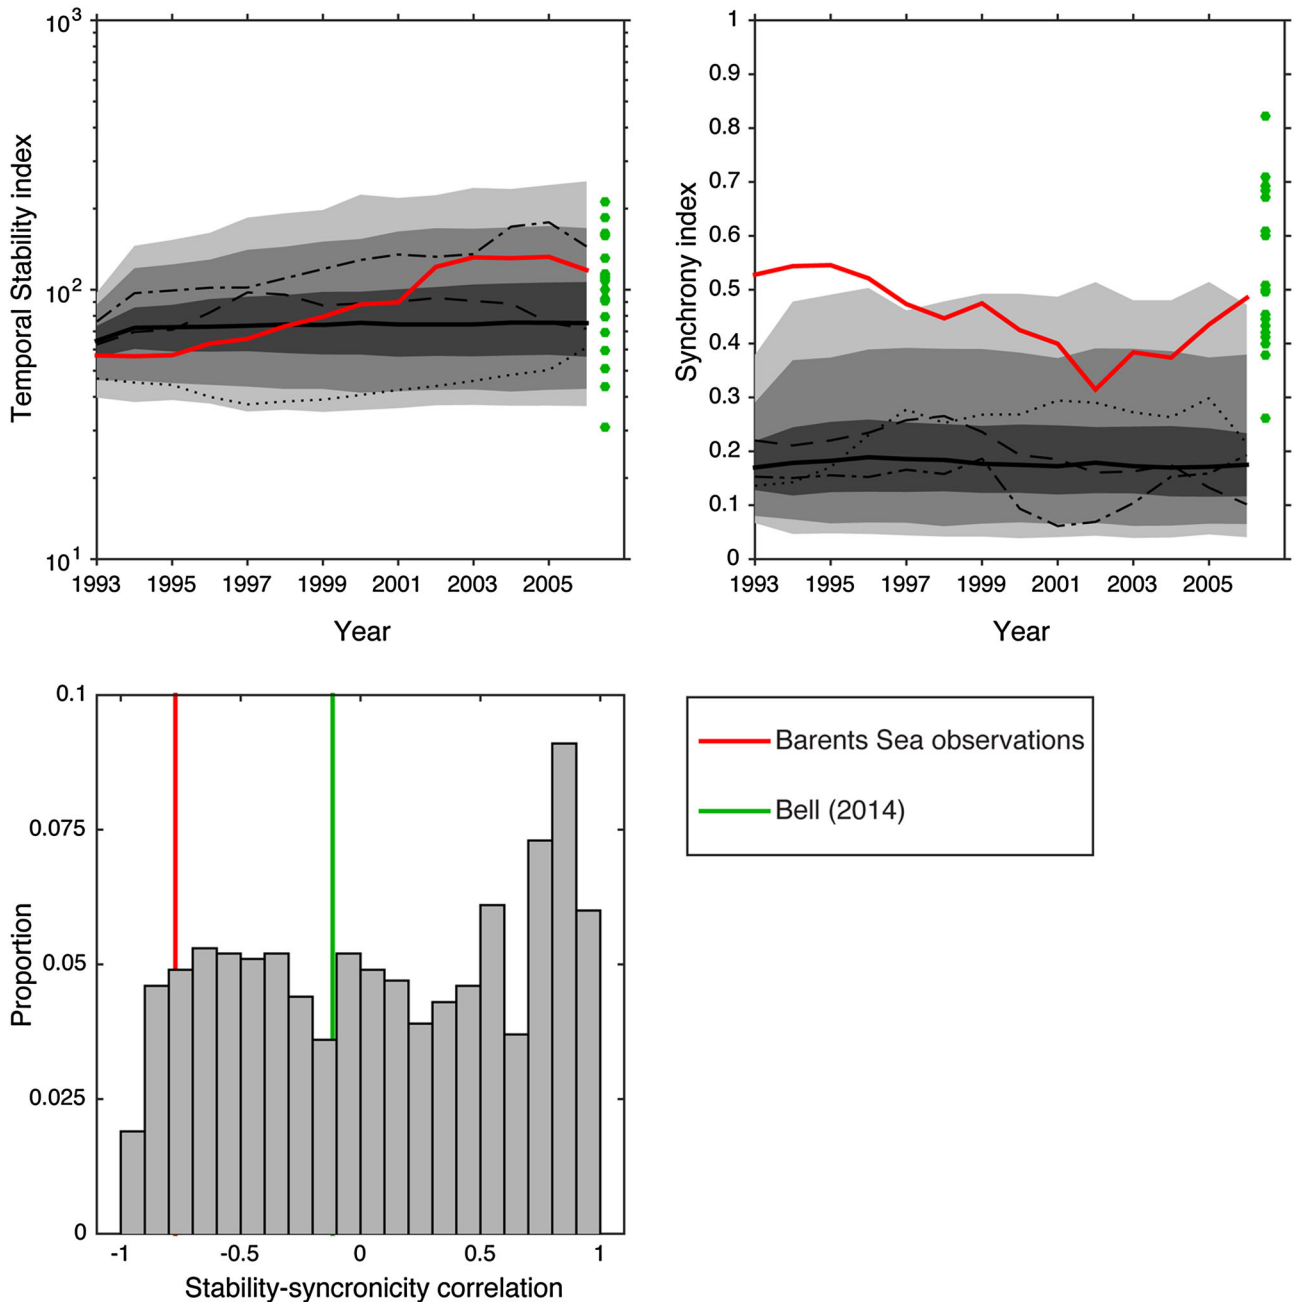 10³
10²
10¹
Temporal Stability index
1993 1995 1997 1999 2001 2003 2005
Year
1
0.9
0.8
0.7
0.6
0.5
0.4
0.3
0.2
0.1
0
Synchrony index
1993 1995 1997 1999 2001 2003 2005
Year
0.1
0.075
0.05
0.025
0
Proportion
-1 -0.5 0 0.5 1
Stability-syncronicity correlation
Barents Sea observations
Bell (2014)